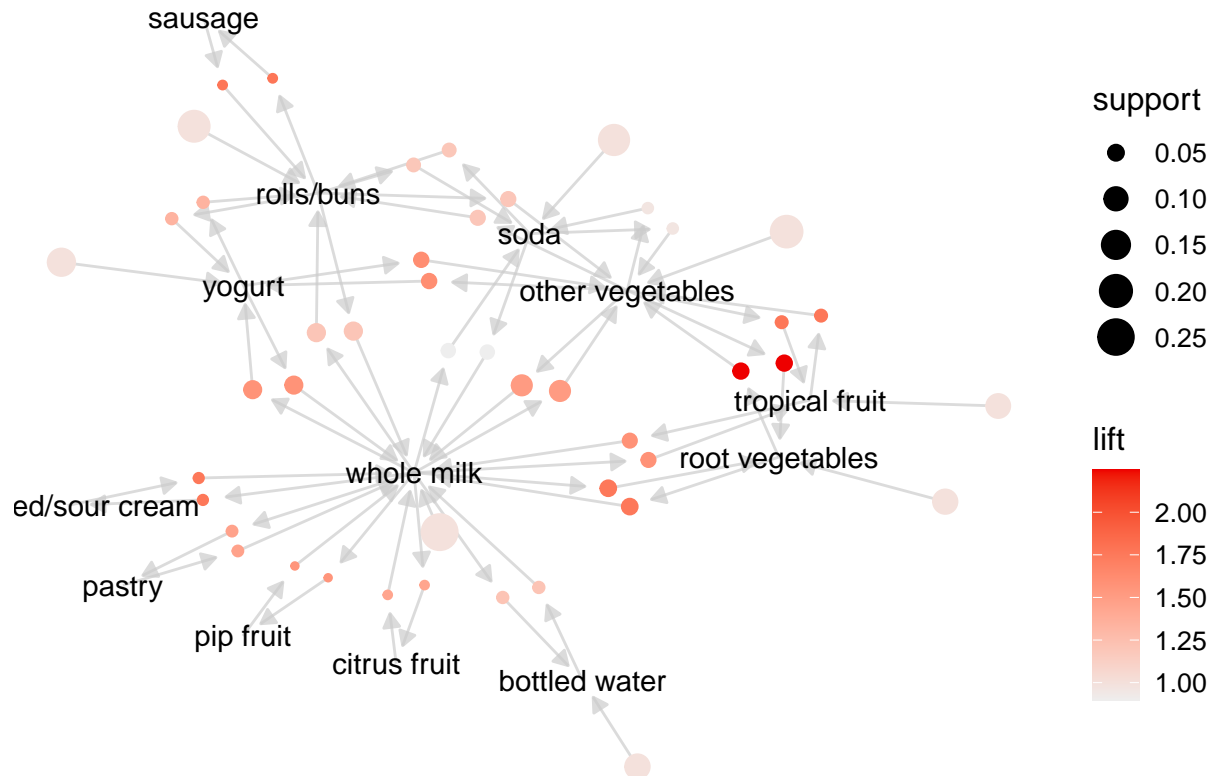 sausage
rolls/buns
soda
yogurt
other vegetables
tropical fruit
root vegetables
whole milk
ed/sour cream
pastry
pip fruit
citrus fruit
bottled water
support
0.05
0.10
0.15
0.20
0.25
lift
2.00
1.75
1.50
1.25
1.00